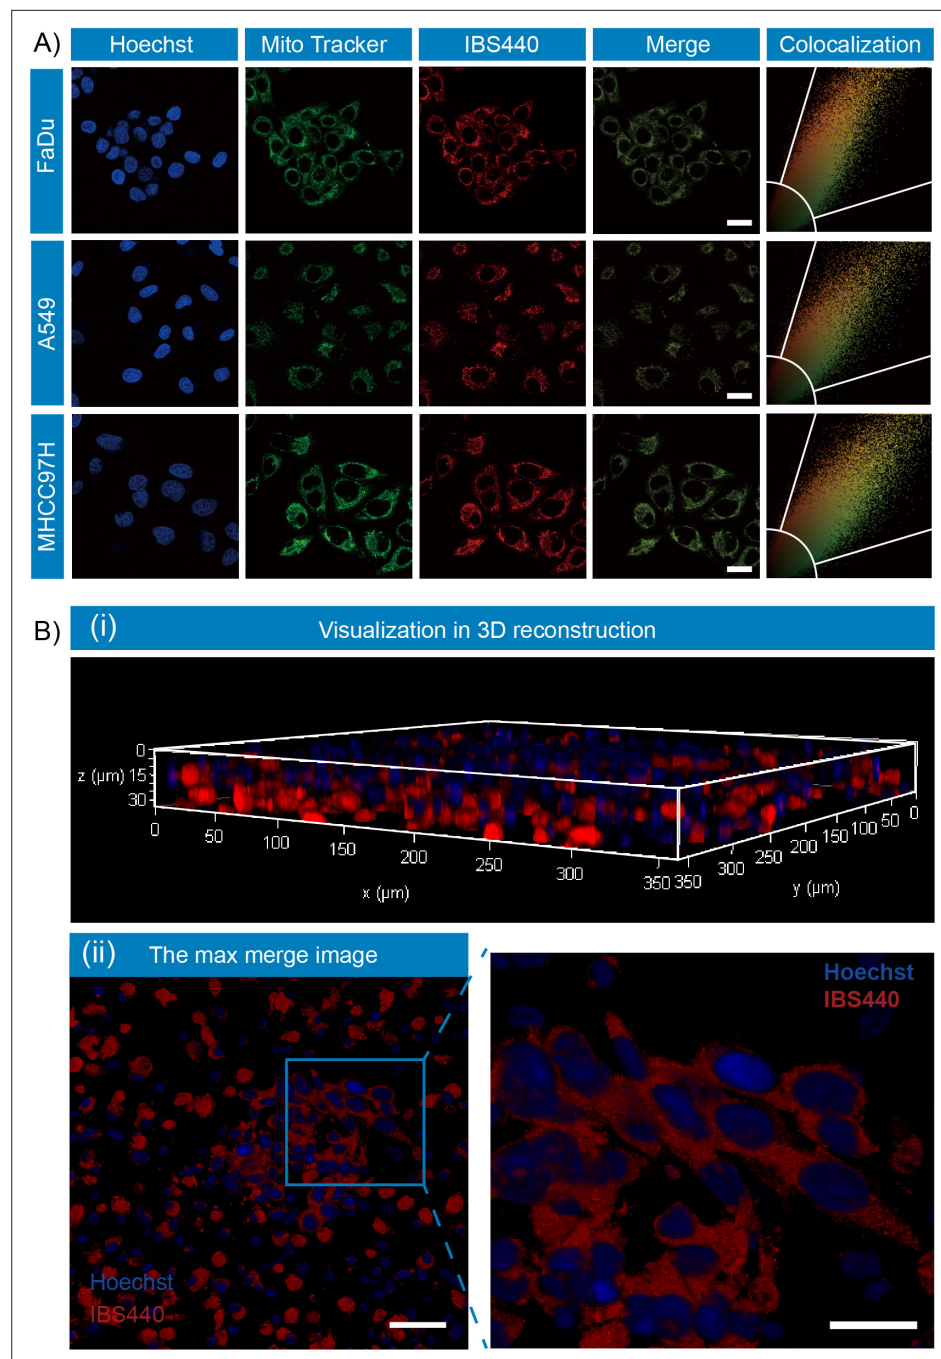 A)
Hoechst
Mito Tracker
IBS440
Merge
Colocalization
FaDu
A549
MHCC97H
B)
(i)
Visualization in 3D reconstruction
z (µm)
0
15
30
0
50
100
150
200
250
300
350
x (µm)
350
300
250
200
150
100
50
0
y (µm)
(ii)
The max merge image
Hoechst
IBS440
Hoechst
IBS440